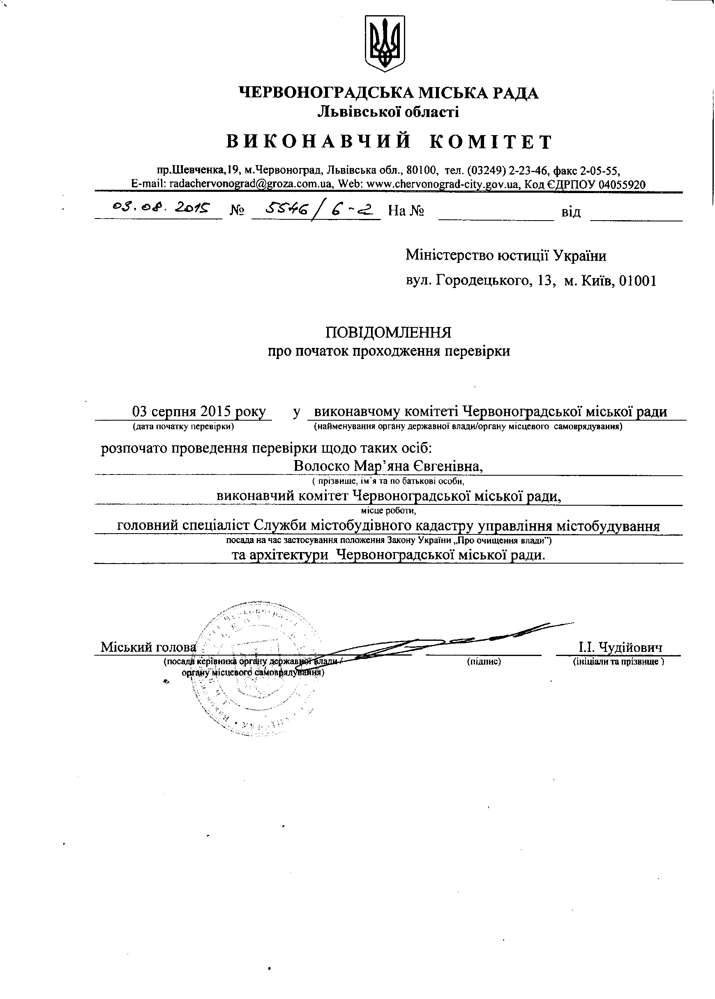 ЧЕРВОНОГРАДСЬКА МІСЬКА РАДА
Львівської області
ВИКОНАВЧИЙ КОМІТЕТ
пр.Шевченка,19, м.Червоноград, Львівська обл., 80100, тел. (03249) 2-23-46, факс 2-05-55,
E-mail: radachervonograd@groza.com.ua, Web: www.chervonograd-city.gov.ua, Код ЄДРПОУ 04055920
03.08.2015 № 5546/6-2 На № від
Міністерство юстиції України
вул. Городецького, 13, м. Київ, 01001
ПОВІДОМЛЕННЯ
про початок проходження перевірки
03 серпня 2015 року у виконавчому комітеті Червоноградської міської ради
(дата початку перевірки) (найменування органу державної влади/органу місцевого самоврядування)
розпочато проведення перевірки щодо таких осіб:
Волоско Мар’яна Євгенівна,
( прізвище, ім`я та по батькові особи,
виконавчий комітет Червоноградської міської ради,
місце роботи,
головний спеціаліст Служби містобудівного кадастру управління містобудування
посада на час застосування положення Закону України „Про очищення влади”)
та архітектури Червоноградської міської ради.
Міський голова І.І. Чудійович
(посада керівника органу державної влади / (підпис) (ініціали та прізвище )
органу місцевого самоврядування)